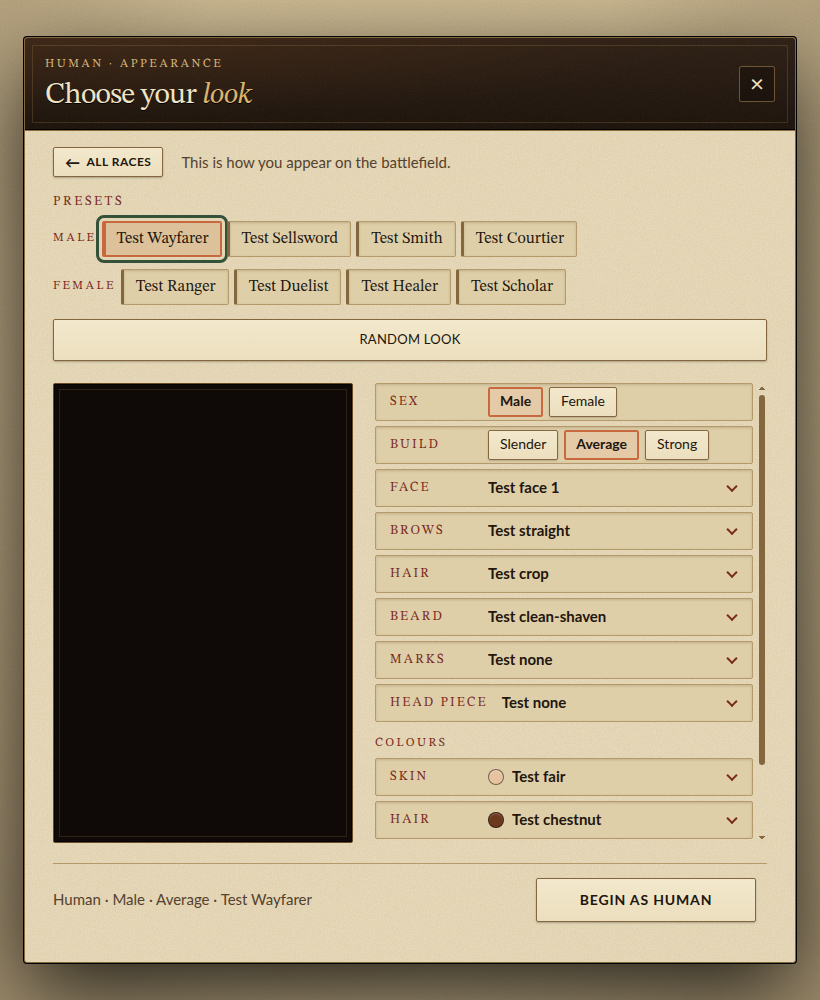 HUMAN · APPEARANCE
Choose your look
✕
← ALL RACES This is how you appear on the battlefield.
PRESETS
MALE Test Wayfarer Test Sellsword Test Smith Test Courtier
FEMALE Test Ranger Test Duelist Test Healer Test Scholar
RANDOM LOOK
SEX Male Female
BUILD Slender Average Strong
FACE Test face 1
BROWS Test straight
HAIR Test crop
BEARD Test clean-shaven
MARKS Test none
HEAD PIECE Test none
COLOURS
SKIN Test fair
HAIR Test chestnut
Human · Male · Average · Test Wayfarer
BEGIN AS HUMAN